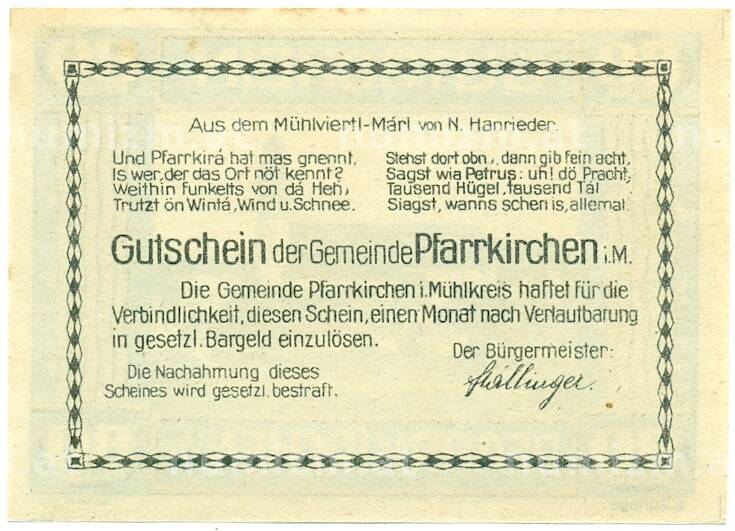 Aus dem Mühlviertl-Márl von N. Hanrieder.
Und Pfarrkirá hat mas gnennt,
Is wer, der das Ort nöt kennt?
Weithin funkelts von dá Heh,
Trutzt ön Wintá, Wind u. Schnee.
Stehst dort obn, dann gib fein acht,
Sagst wia Petrus: uh! dö Pracht,
Tausend Hügel, tausend Tál
Siagst, wanns schen is, allemal.
Gutschein der Gemeinde Pfarrkirchen i. M.
Die Gemeinde Pfarrkirchen i. Mühlkreis haftet für die
Verbindlichkeit, diesen Schein, einen Monat nach Verlautbarung
in gesetzl. Bargeld einzulösen.
Die Nachahmung dieses
Scheines wird gesetzl. bestraft.
Der Bürgermeister: